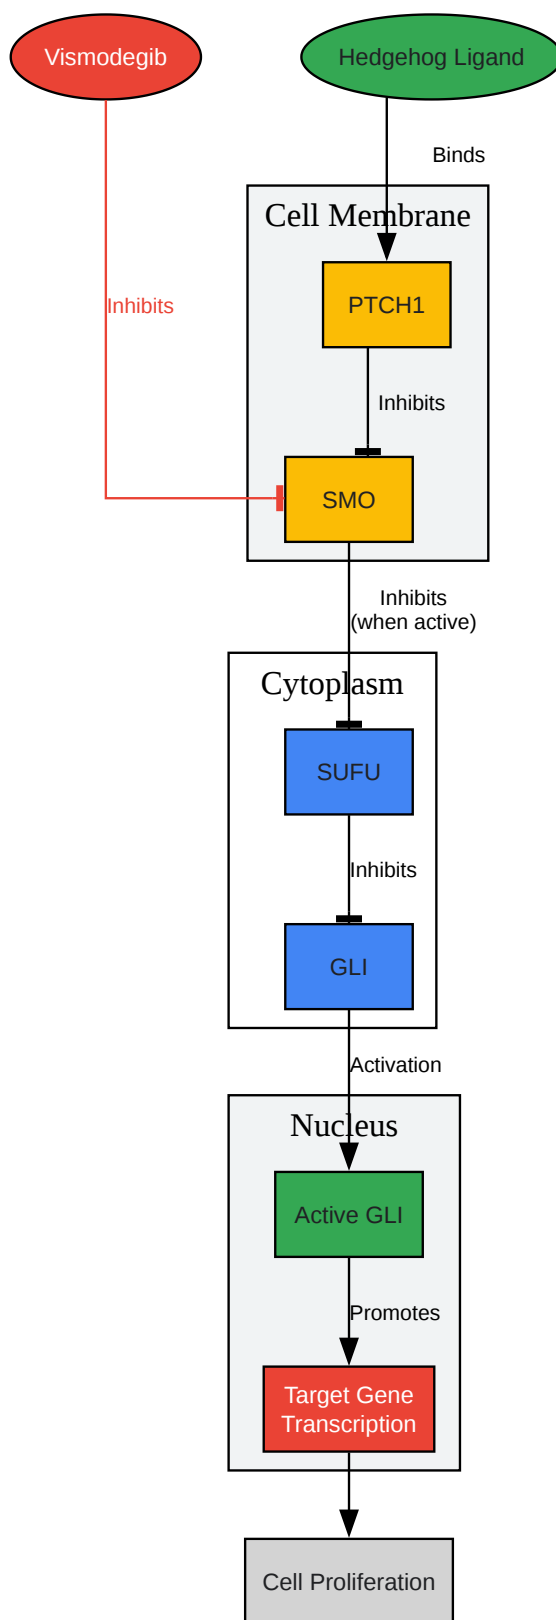 Vismodegib
Hedgehog Ligand
Binds
Cell Membrane
PTCH1
Inhibits
Inhibits
SMO
Inhibits
(when active)
Cytoplasm
SUFU
Inhibits
GLI
Activation
Nucleus
Active GLI
Promotes
Target Gene
Transcription
Cell Proliferation